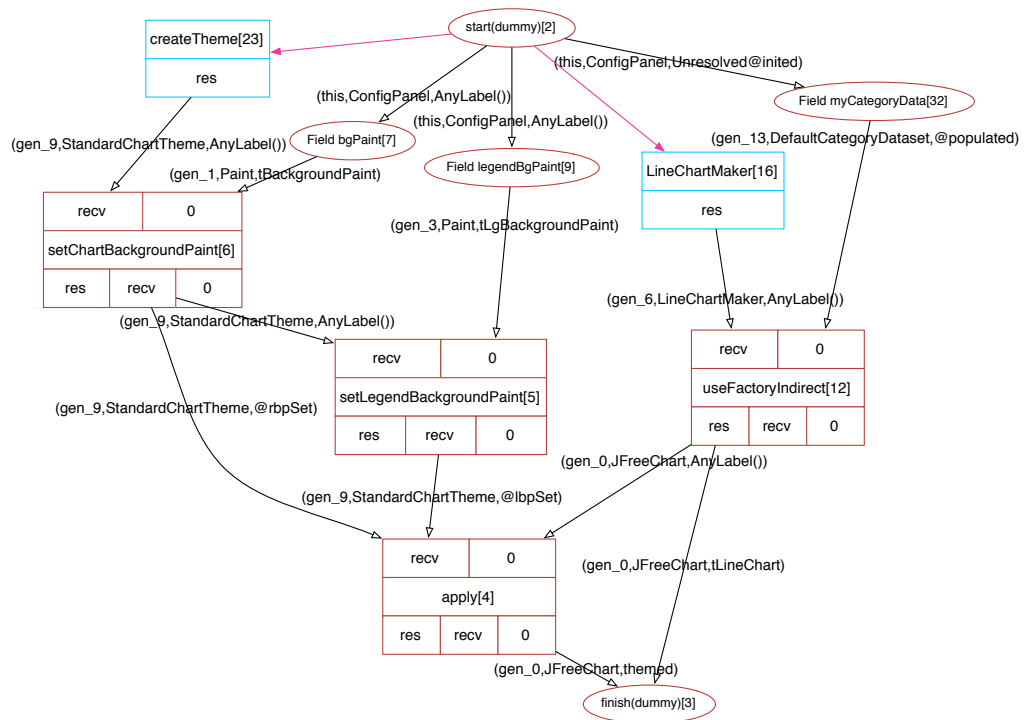 start(dummy)[2]
createTheme[23]
res
(this,ConfigPanel,Unresolved@inited)
(this,ConfigPanel,AnyLabel())
Field myCategoryData[32]
(this,ConfigPanel,AnyLabel())
Field bgPaint[7]
(gen_9,StandardChartTheme,AnyLabel())
(gen_13,DefaultCategoryDataset,@populated)
Field legendBgPaint[9]
(gen_1,Paint,tBackgroundPaint)
LineChartMaker[16]
res
recv 0
setChartBackgroundPaint[6]
res recv 0
(gen_3,Paint,tLgBackgroundPaint)
(gen_6,LineChartMaker,AnyLabel())
(gen_9,StandardChartTheme,AnyLabel())
recv 0
setLegendBackgroundPaint[5]
res recv 0
recv 0
useFactoryIndirect[12]
res recv 0
(gen_9,StandardChartTheme,@rbpSet)
(gen_0,JFreeChart,AnyLabel())
(gen_9,StandardChartTheme,@lbpSet)
recv 0
apply[4]
res recv 0
(gen_0,JFreeChart,tLineChart)
(gen_0,JFreeChart,themed)
finish(dummy)[3]